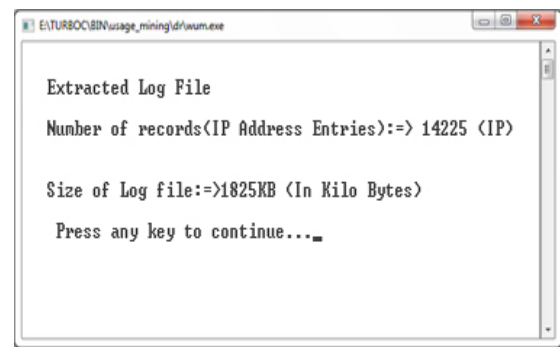 E:\TURBOC\BIN\usage_mining\dr\wum.exe
Extracted Log File
Number of records(IP Address Entries):=> 14225 (IP)
Size of Log file:=>1825KB (In Kilo Bytes)
Press any key to continue..._